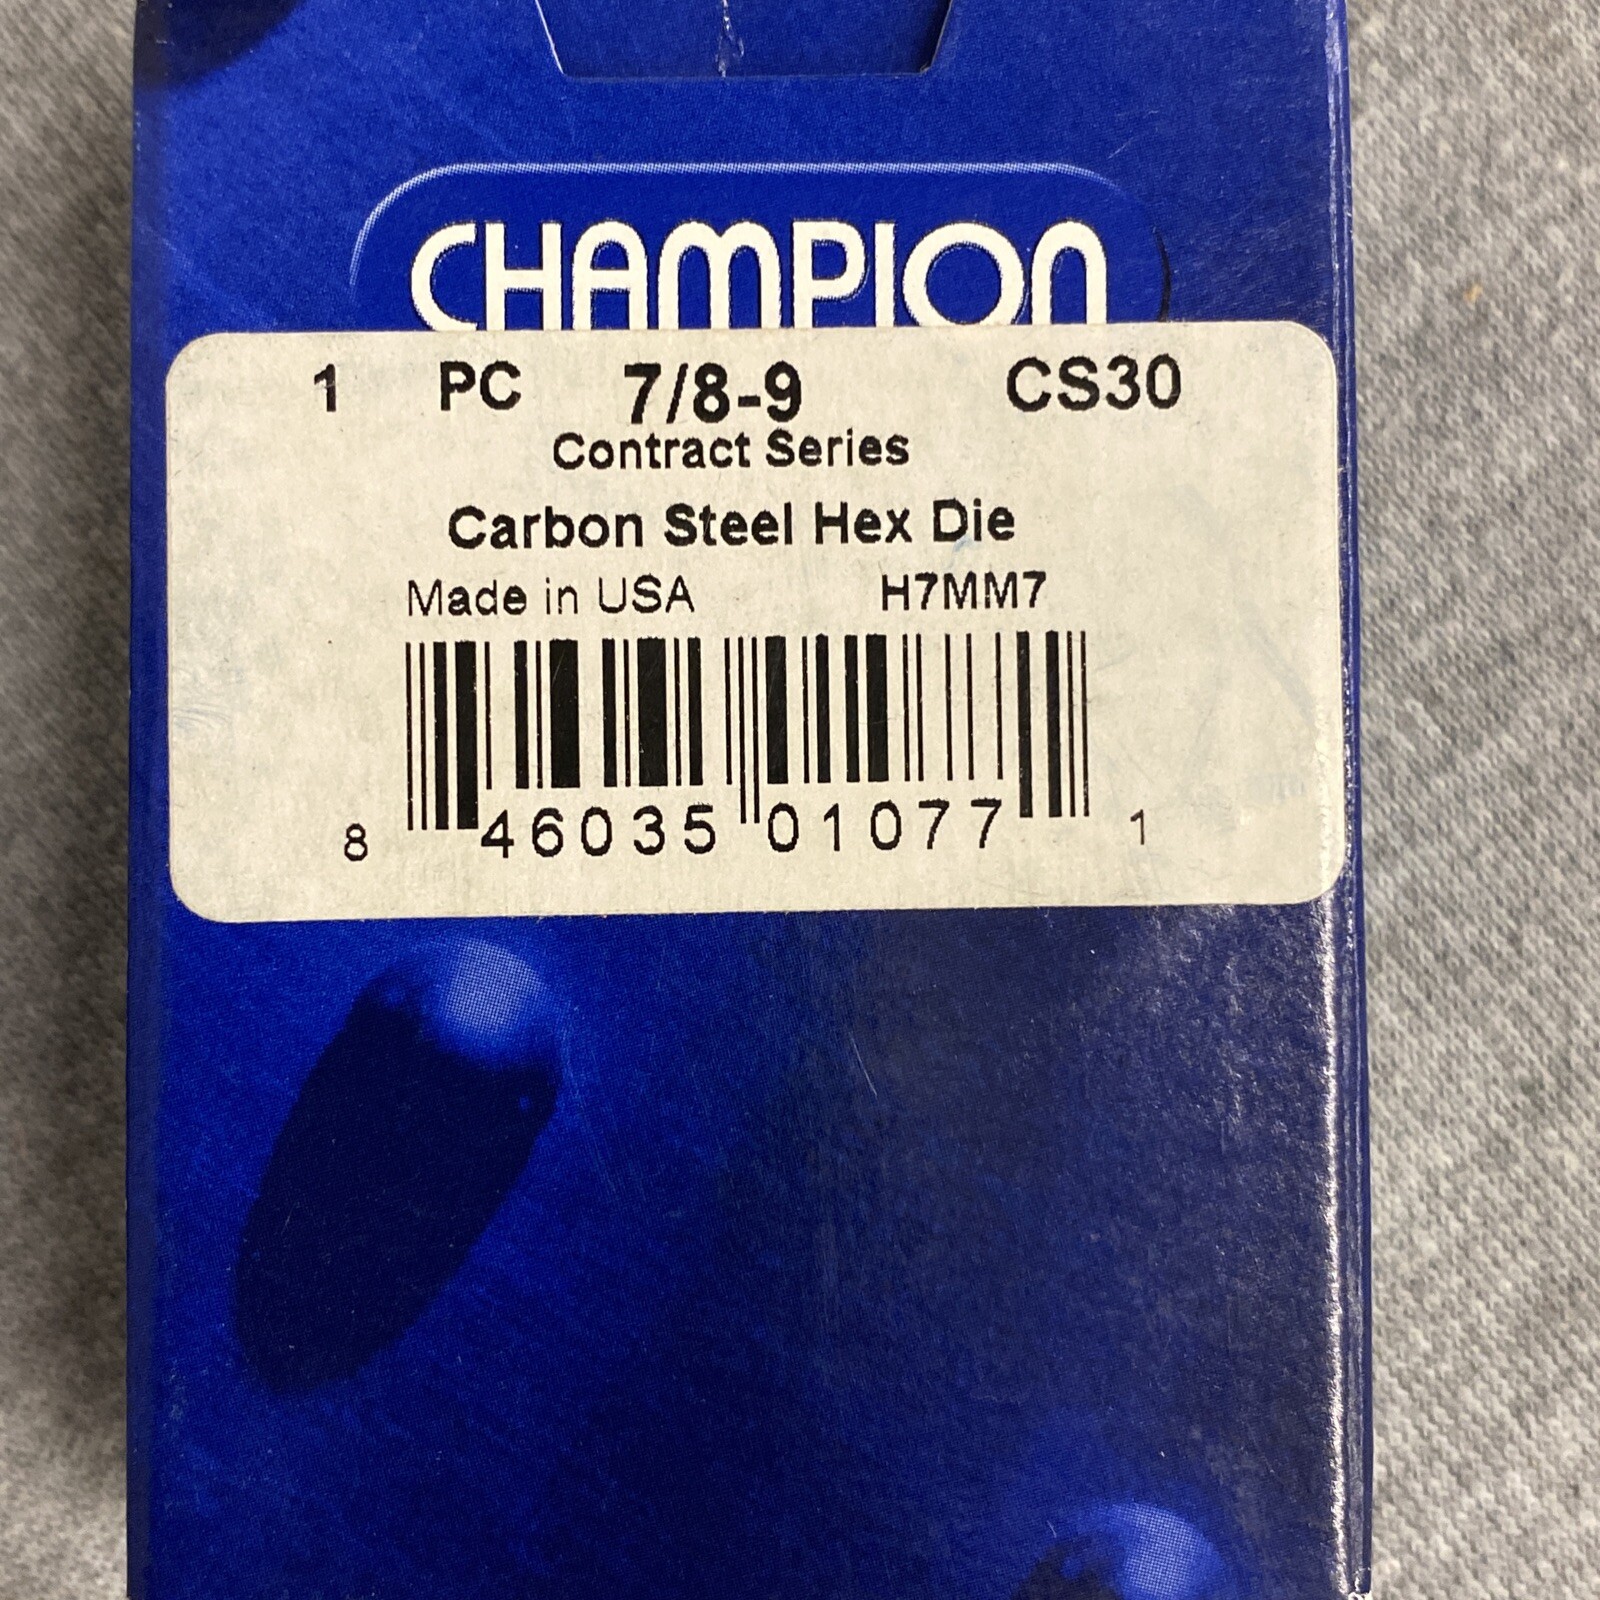 CHAMPION
1 PC 7/8-9 CS30
Contract Series
Carbon Steel Hex Die
Made in USA H7MM7
8 46035 01077 1